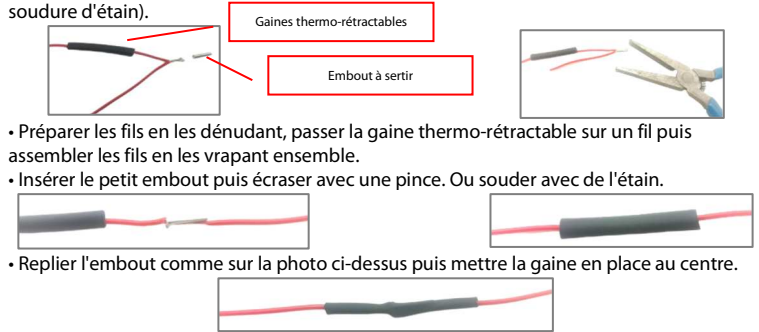 soudure d'étain).
Gaines thermo-rétractables
Embout à sertir
• Préparer les fils en les dénudant, passer la gaine thermo-rétractable sur un fil puis
assembler les fils en les vrapant ensemble.
• Insérer le petit embout puis écraser avec une pince. Ou souder avec de l'étain.
• Replier l'embout comme sur la photo ci-dessus puis mettre la gaine en place au centre.